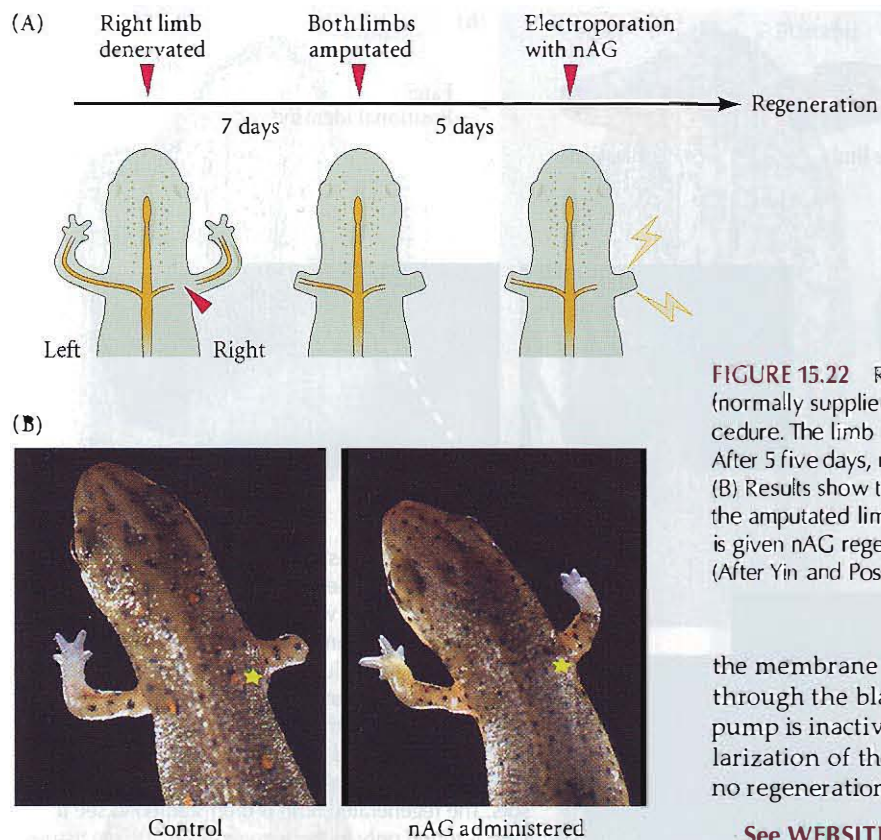 (A)
Right limb
denervated
Both limbs
amputated
Electroporation
with nAG
Regeneration
7 days
5 days
Left
Right
FIGURE 15.22 R
(normally supplie
cedure. The limb
After 5 five days, r
(B) Results show t
the amputated lim
is given nAG rege
(After Yin and Pos
(B)
Control
nAG administered
the membrane
through the bla
pump is inactiv
larization of th
no regeneration
See WEBSIT